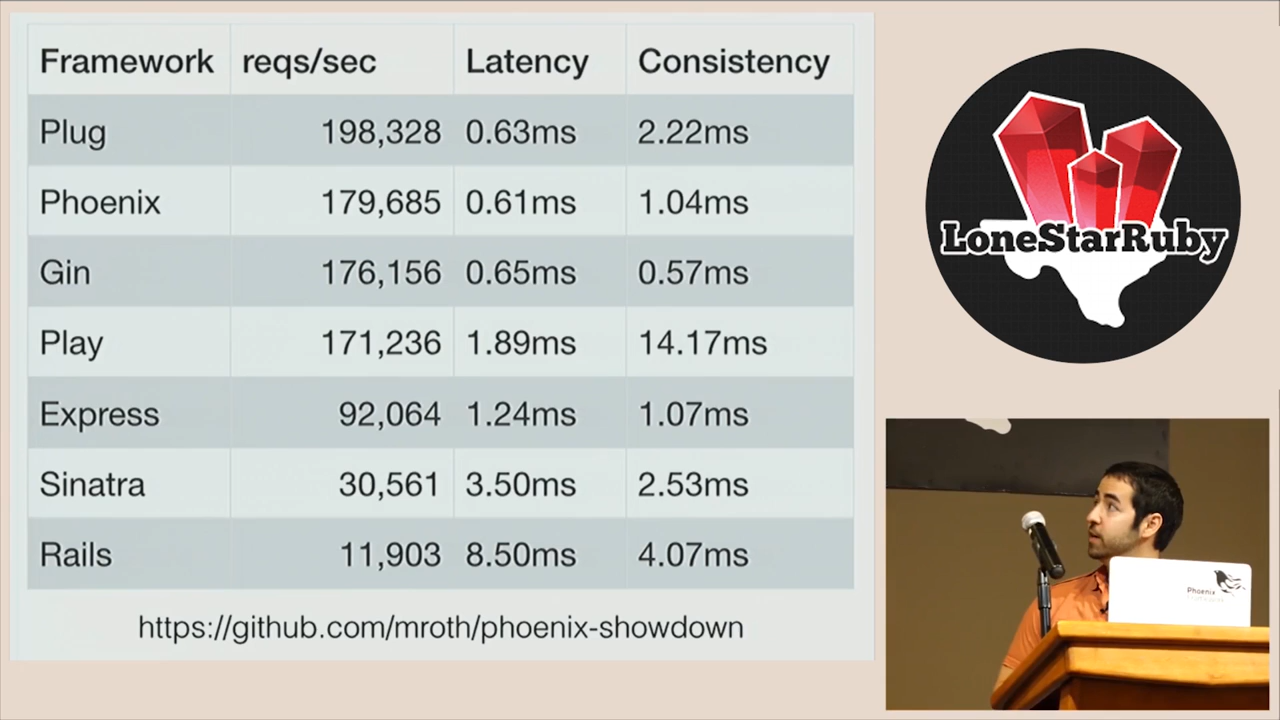 Framework reqs/sec Latency Consistency
Plug 198,328 0.63ms 2.22ms
Phoenix 179,685 0.61ms 1.04ms
Gin 176,156 0.65ms 0.57ms
Play 171,236 1.89ms 14.17ms
Express 92,064 1.24ms 1.07ms
Sinatra 30,561 3.50ms 2.53ms
Rails 11,903 8.50ms 4.07ms
https://github.com/mroth/phoenix-showdown
LoneStarRuby
Phoenix